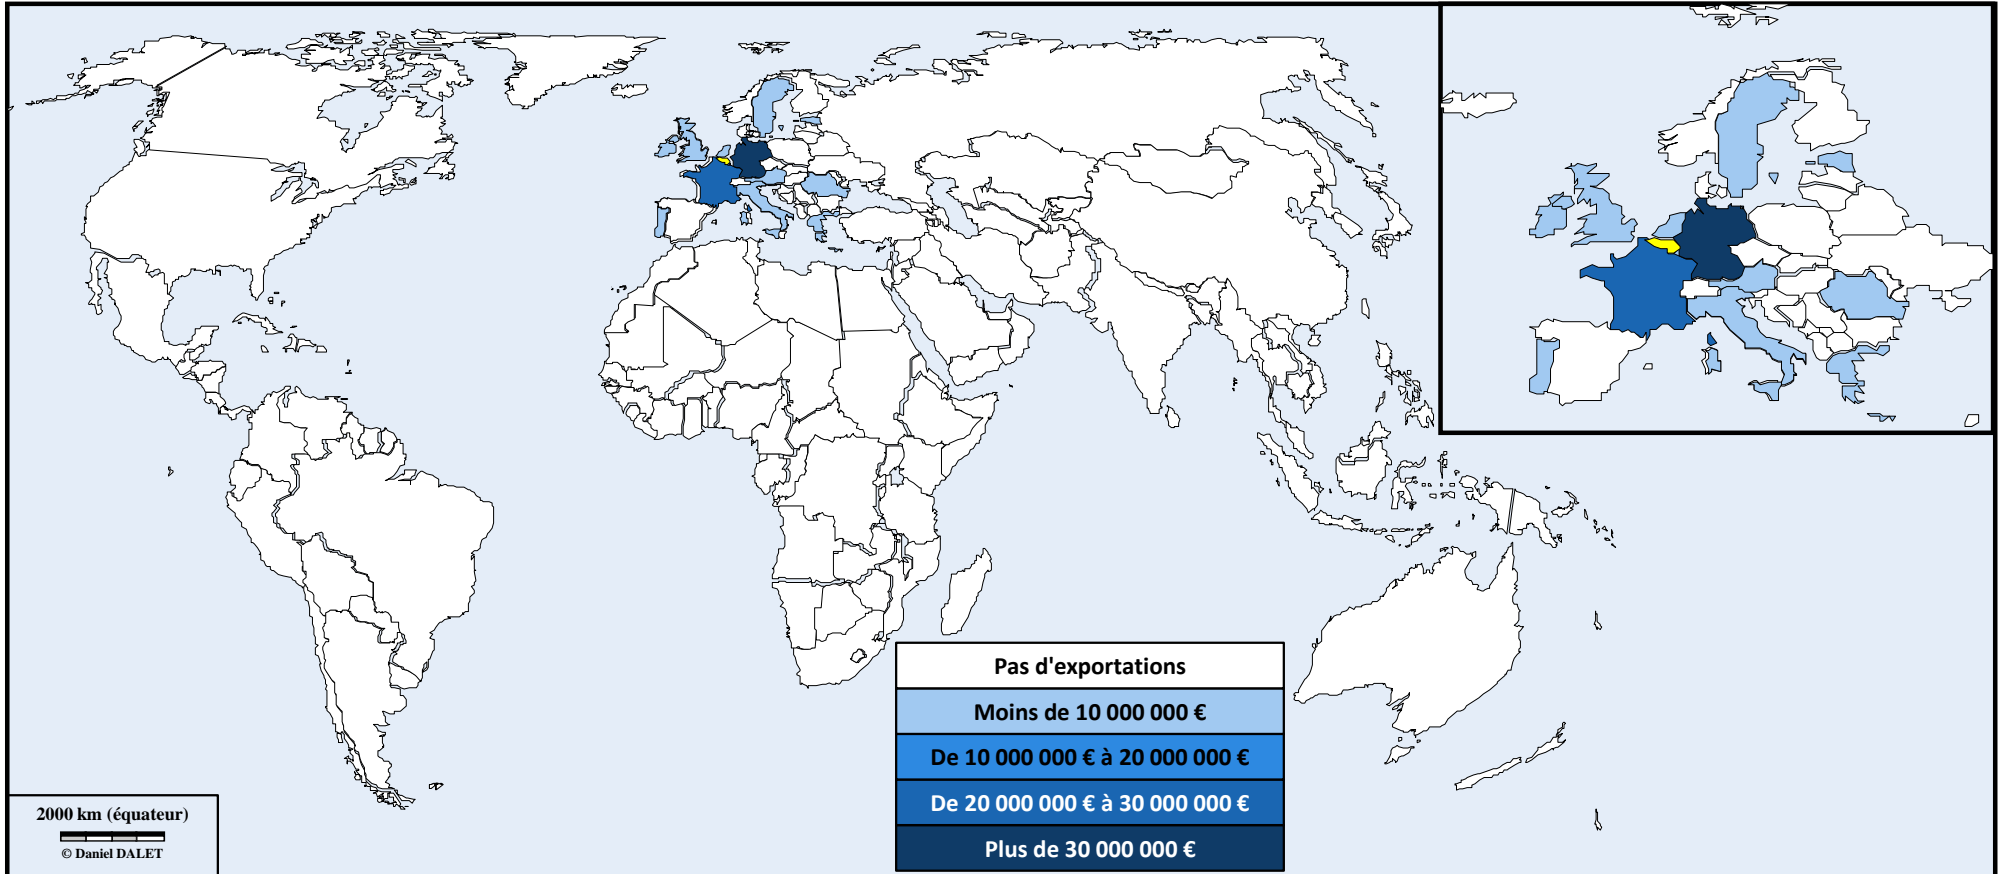 Pas d'exportations
Moins de 10 000 000 €
De 10 000 000 € à 20 000 000 €
De 20 000 000 € à 30 000 000 €
Plus de 30 000 000 €
2000 km (équateur)
© Daniel DALET